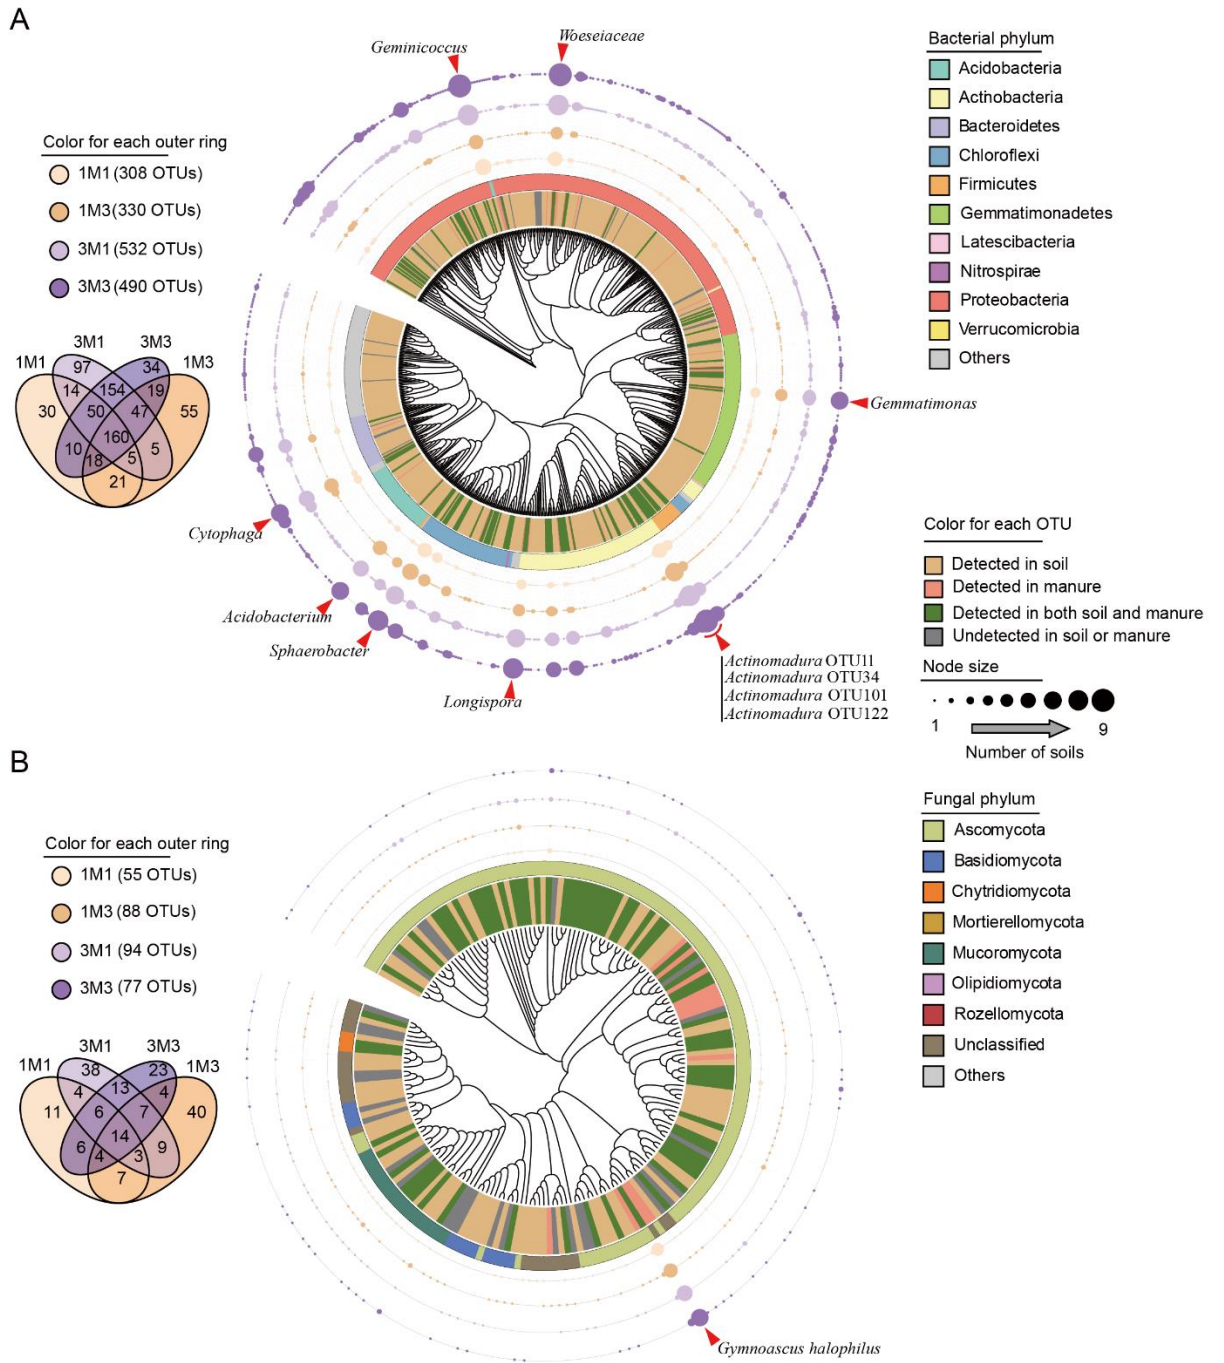 A
Geminicoccus
Woeseiaceae
Color for each outer ring
1M1 (308 OTUs)
1M3 (330 OTUs)
3M1 (532 OTUs)
3M3 (490 OTUs)
3M1 3M3
1M1 1M3
97 34
14 154 19
30 50 47 55
160
10 18 5 5
21
Bacterial phylum
Acidobacteria
Actnobacteria
Bacteroidetes
Chloroflexi
Firmicutes
Gemmatimonadetes
Latescibacteria
Nitrospirae
Proteobacteria
Verrucomicrobia
Others
Gemmatimonas
Cytophaga
Acidobacterium
Sphaerobacter
Longispora
Actinomadura OTU11
Actinomadura OTU34
Actinomadura OTU101
Actinomadura OTU122
Color for each OTU
Detected in soil
Detected in manure
Detected in both soil and manure
Undetected in soil or manure
Node size
1 9
Number of soils
B
Color for each outer ring
1M1 (55 OTUs)
1M3 (88 OTUs)
3M1 (94 OTUs)
3M3 (77 OTUs)
3M1 3M3
1M1 1M3
38 23
4 13 4
11 6 7 40
14
6 4 3 9
7
Fungal phylum
Ascomycota
Basidiomycota
Chytridiomycota
Mortierellomycota
Mucoromycota
Olipidiomycota
Rozellomycota
Unclassified
Others
Gymnoascus halophilus